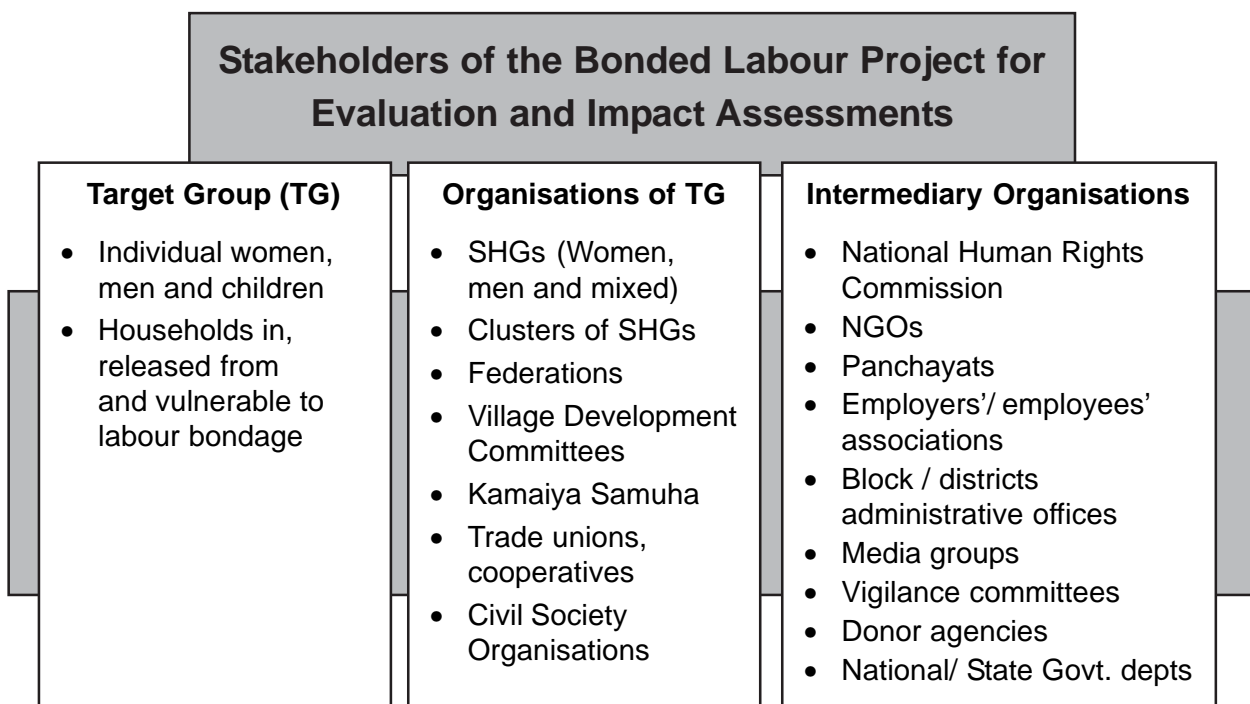 Stakeholders of the Bonded Labour Project for
Evaluation and Impact Assessments
Target Group (TG)
• Individual women,
men and children
• Households in,
released from
and vulnerable to
labour bondage
Organisations of TG
• SHGs (Women,
men and mixed)
• Clusters of SHGs
• Federations
• Village Development
Committees
• Kamaiya Samuha
• Trade unions,
cooperatives
• Civil Society
Organisations
Intermediary Organisations
• National Human Rights
Commission
• NGOs
• Panchayats
• Employers’/ employees’
associations
• Block / districts
administrative offices
• Media groups
• Vigilance committees
• Donor agencies
• National/ State Govt. depts